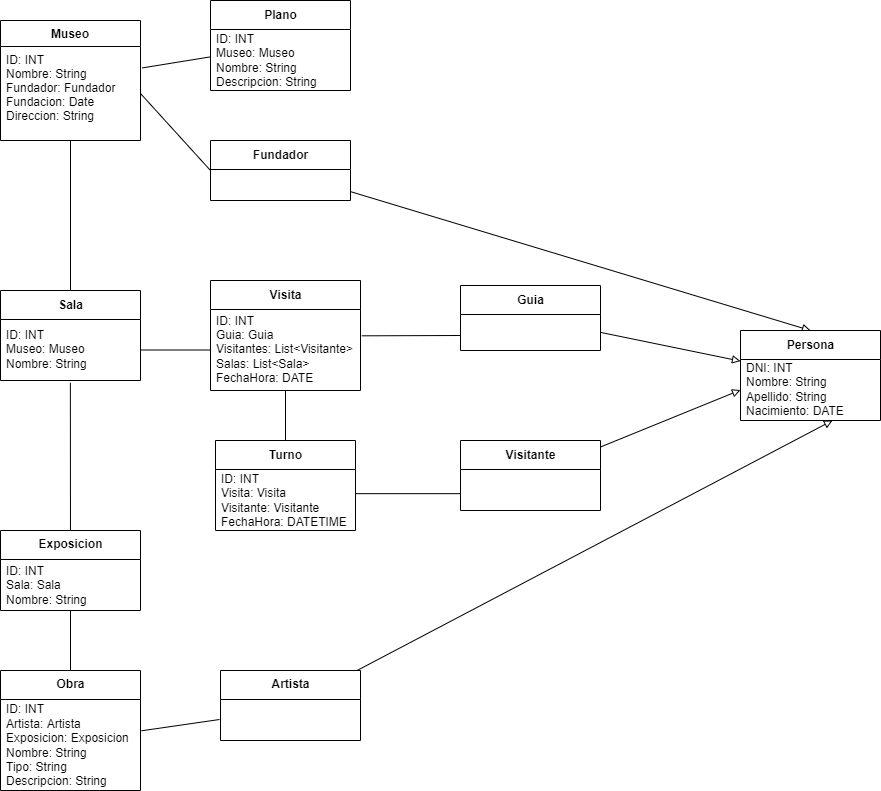 Museo
ID: INT
Nombre: String
Fundador: Fundador
Fundacion: Date
Direccion: String
Plano
ID: INT
Museo: Museo
Nombre: String
Descripcion: String
Fundador
Sala
ID: INT
Museo: Museo
Nombre: String
Visita
ID: INT
Guia: Guia
Visitantes: List<Visitante>
Salas: List<Sala>
FechaHora: DATE
Guia
Persona
DNI: INT
Nombre: String
Apellido: String
Nacimiento: DATE
Turno
ID: INT
Visita: Visita
Visitante: Visitante
FechaHora: DATETIME
Visitante
Exposicion
ID: INT
Sala: Sala
Nombre: String
Obra
ID: INT
Artista: Artista
Exposicion: Exposicion
Nombre: String
Tipo: String
Descripcion: String
Artista